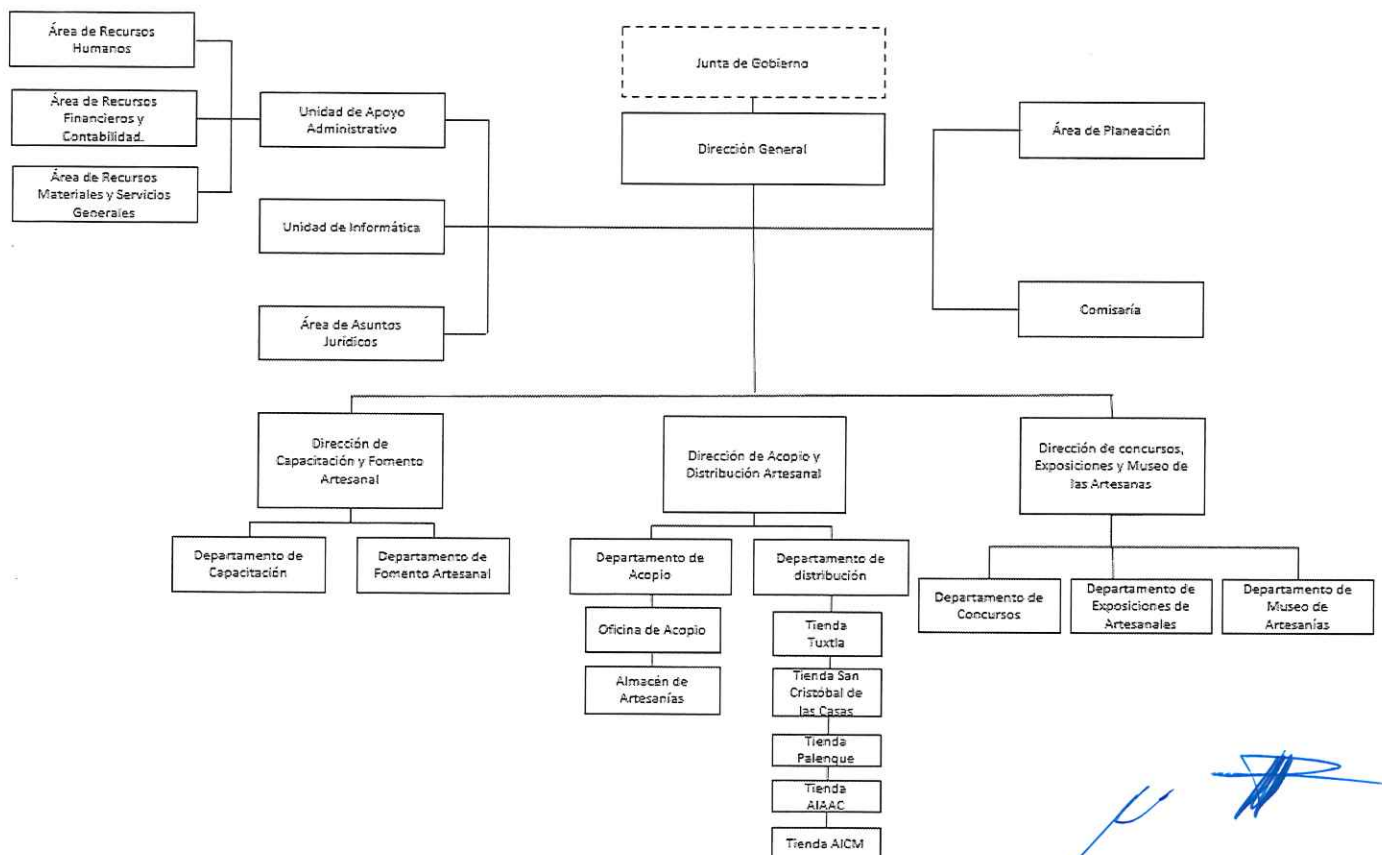 Área de Recursos
Humanos
Junta de Gobierno
Área de Recursos
Financieros y
Contabilidad.
Unidad de Apoyo
Administrativo
Dirección General
Área de Planeación
Área de Recursos
Materiales y Servicios
Generales
Unidad de Informática
Área de Asuntos
Jurídicos
Comisaría
Dirección de
Capacitación y Fomento
Artesanal
Dirección de Acopio y
Distribución Artesanal
Dirección de concursos,
Exposiciones y Museo de
las Artesanas
Departamento de
Capacitación
Departamento de
Fomento Artesanal
Departamento de
Acopio
Departamento de
distribución
Departamento de
Concursos
Departamento de
Exposiciones de
Artesanales
Departamento de
Museo de
Artesanías
Oficina de Acopio
Almacén de
Artesanías
Tienda
Tuxtla
Tienda San
Cristóbal de
las Casas
Tienda
Palenque
Tienda
AIAAC
Tienda AICM